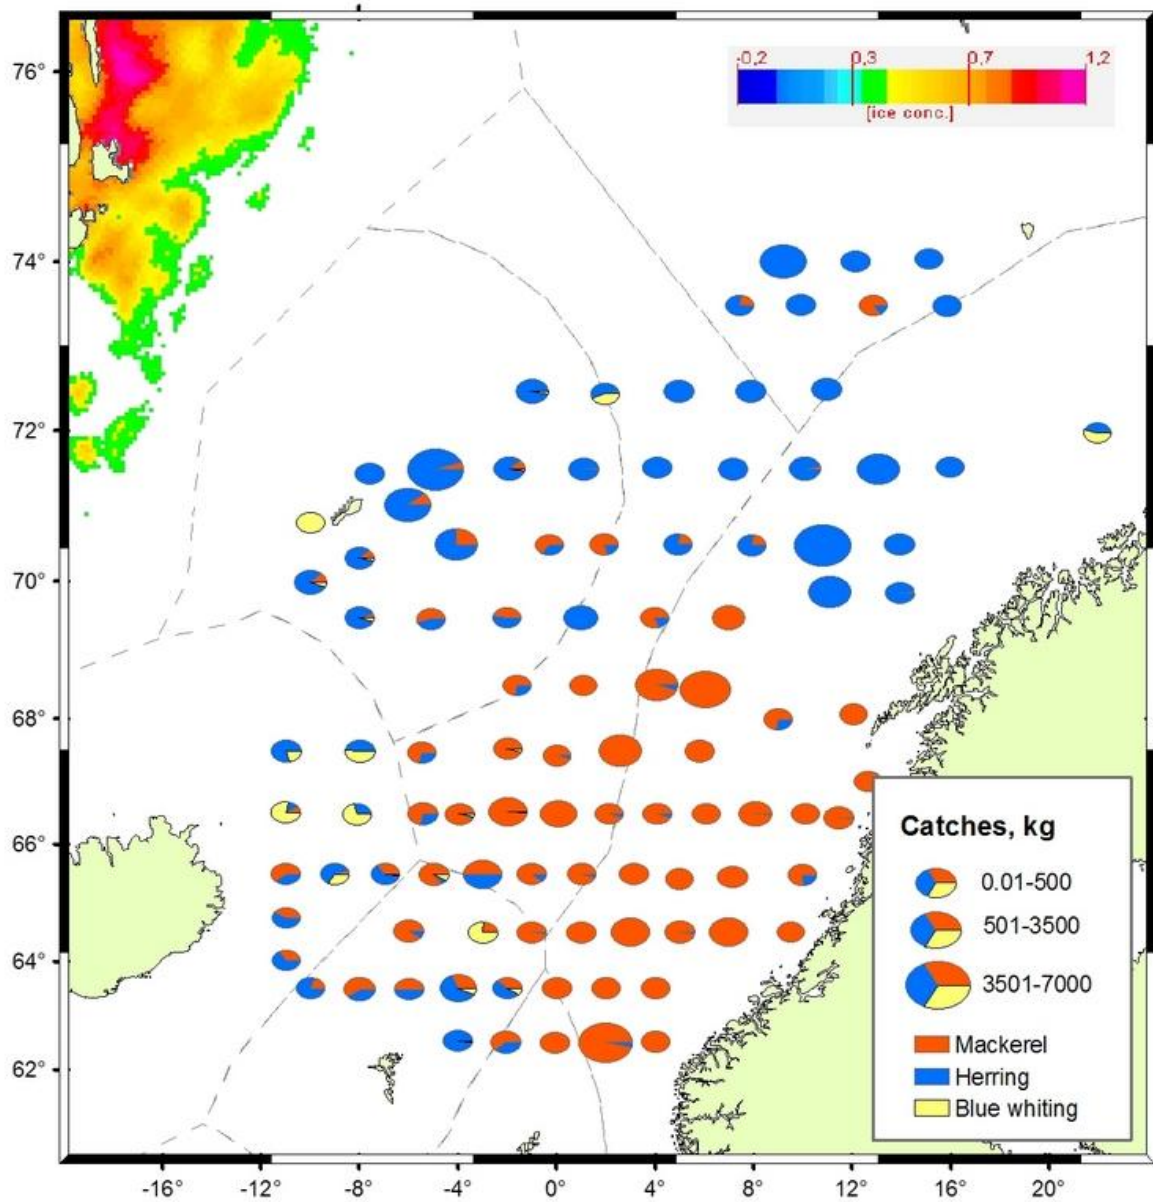 -0,2 0,3 0,7 1,2
[ice conc.]
76°
74°
72°
70°
68°
66°
64°
62°
Catches, kg
0.01-500
501-3500
3501-7000
Mackerel
Herring
Blue whiting
-16° -12° -8° -4° 0° 4° 8° 12° 16° 20°